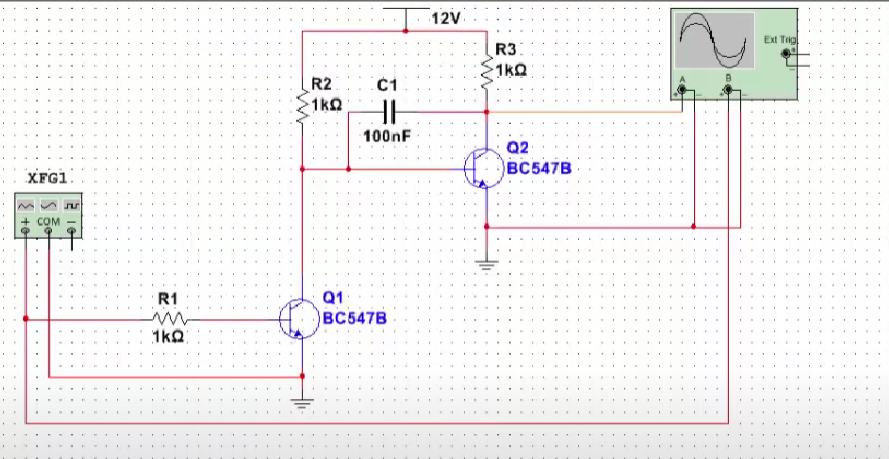 12V
R3
1kΩ
Ext Trig
+
-
A
B
+
-
+
-
R2
1kΩ
C1
100nF
Q2
BC547B
XFG1
+ COM -
R1
1kΩ
Q1
BC547B